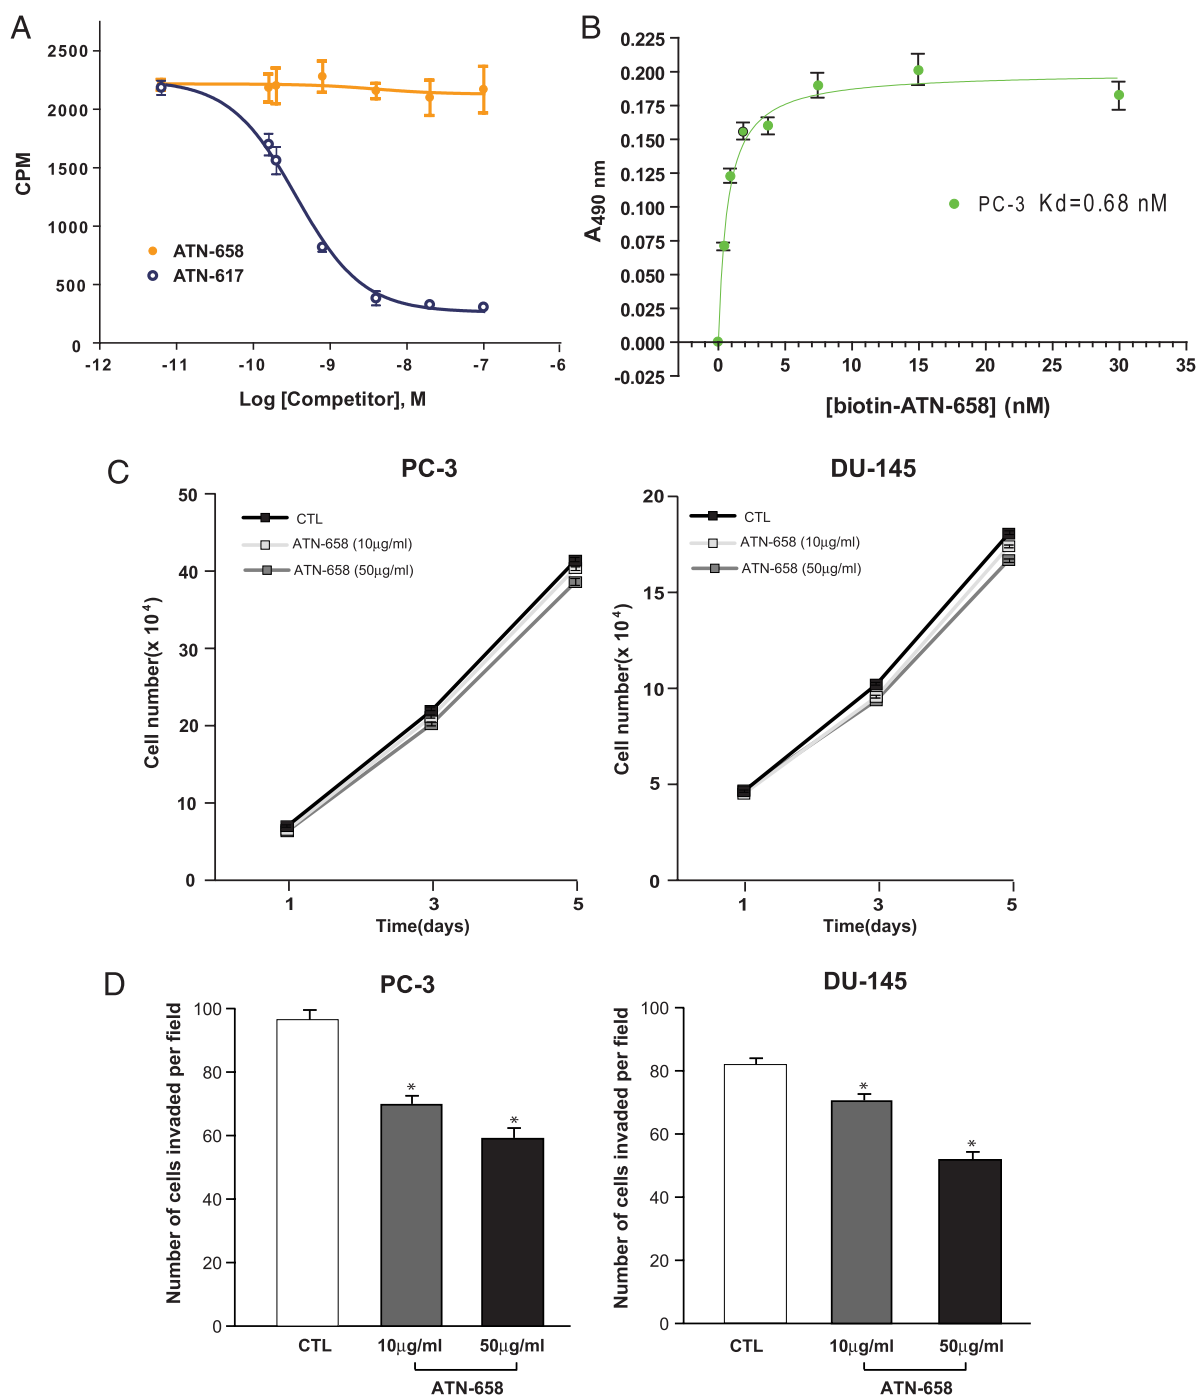 A
2500
2000
1500
1000
500
0
CPM
ATN-658
ATN-617
-12
-11
-10
-9
-8
-7
-6
Log [Competitor], M
B
0.225
0.200
0.175
0.150
0.125
0.100
0.075
0.050
0.025
0.000
-0.025
A490 nm
PC-3 Kd=0.68 nM
0
5
10
15
20
25
30
35
[biotin-ATN-658] (nM)
C
PC-3
50
40
30
20
10
0
Cell number(x 10⁴)
CTL
ATN-658 (10µg/ml)
ATN-658 (50µg/ml)
1
3
5
Time(days)
DU-145
20
15
10
5
0
Cell number(x 10⁴)
CTL
ATN-658 (10µg/ml)
ATN-658 (50µg/ml)
1
3
5
Time(days)
D
PC-3
100
80
60
40
20
0
Number of cells invaded per field
*
*
CTL
10µg/ml
50µg/ml
ATN-658
DU-145
100
80
60
40
20
0
Number of cells invaded per field
*
*
CTL
10µg/ml
50µg/ml
ATN-658